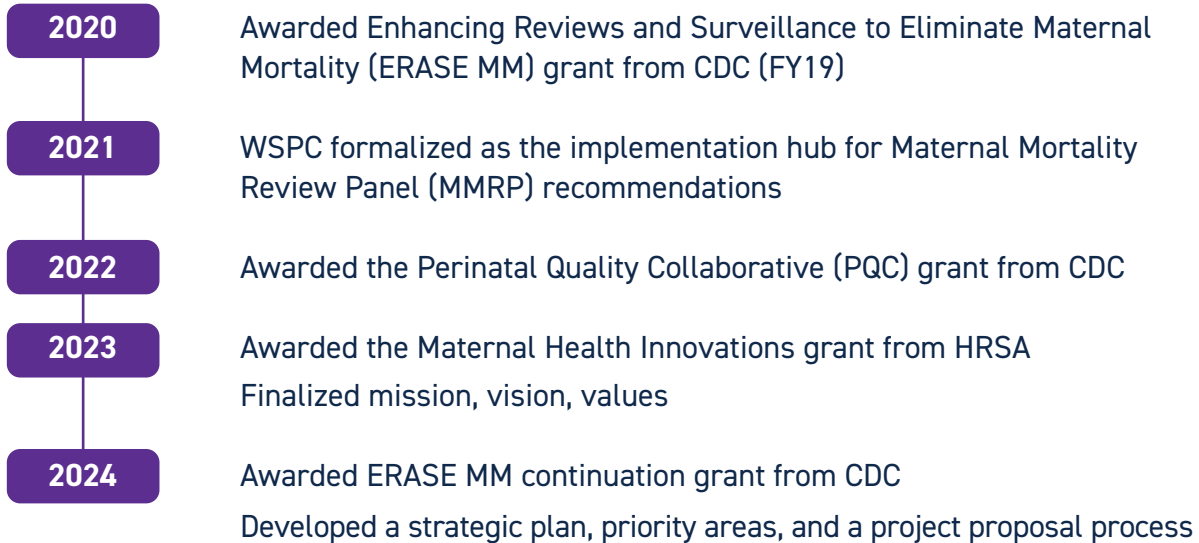 2020
Awarded Enhancing Reviews and Surveillance to Eliminate Maternal
Mortality (ERASE MM) grant from CDC (FY19)
2021
WSPC formalized as the implementation hub for Maternal Mortality
Review Panel (MMRP) recommendations
2022
Awarded the Perinatal Quality Collaborative (PQC) grant from CDC
2023
Awarded the Maternal Health Innovations grant from HRSA
Finalized mission, vision, values
2024
Awarded ERASE MM continuation grant from CDC
Developed a strategic plan, priority areas, and a project proposal process